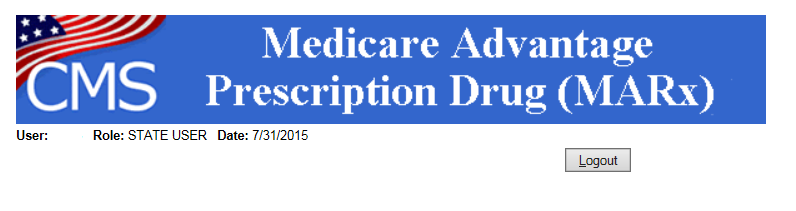 CMS
Medicare Advantage
Prescription Drug (MARx)
User: Role: STATE USER Date: 7/31/2015
Logout